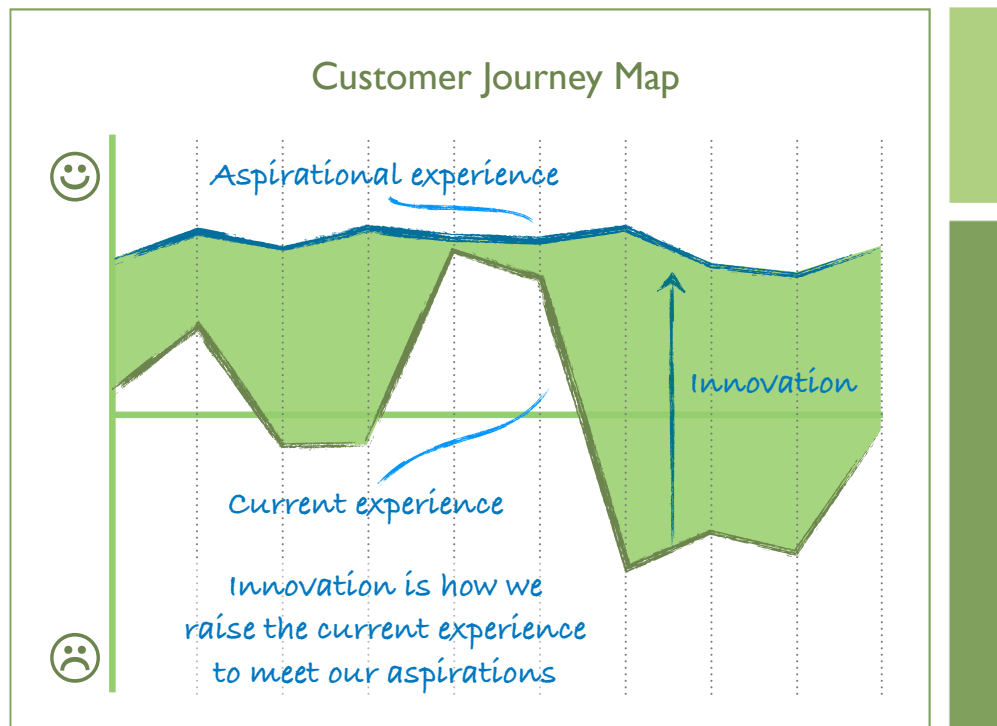 Customer Journey Map
Aspirational experience
Innovation
Current experience
Innovation is how we
raise the current experience
to meet our aspirations